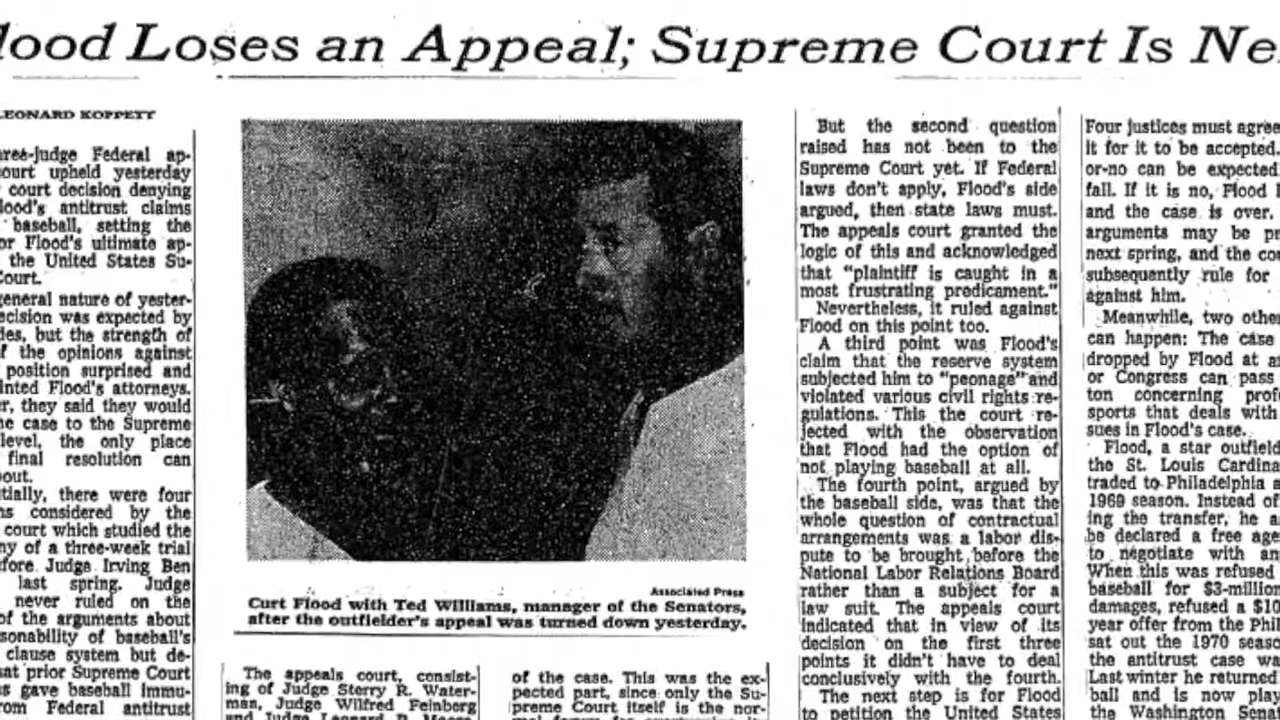 lood Loses an Appeal; Supreme Court Is Ne
LEONARD KOPPETT
hree-judge Federal ap-
ourt upheld yesterday
court decision denying
lood's antitrust claims
baseball, setting the
or Flood's ultimate ap-
the United States Su-
Court.
general nature of yester-
ecision was expected by
des, but the strength of
f the opinions against
position surprised and
inted Flood's attorneys.
er, they said they would
he case to the Supreme
level, the only place
final resolution can
out.
tially, there were four
ns considered by the
court which studied the
ny of a three-week trial
fore Judge Irving Ben
last spring. Judge
never ruled on the
of the arguments about
sonability of baseball's
clause system but de-
at prior Supreme Court
s gave baseball immu-
rom Federal antitrust
Associated Press
Curt Flood with Ted Williams, manager of the Senators,
after the outfielder's appeal was turned down yesterday.
The appeals court, consist-
ing of Judge Sterry R. Water-
man, Judge Wilfred Feinberg
and Judge Leonard P. Moore,
of the case. This was the ex-
pected part, since only the Su-
preme Court itself is the nor-
mal forum for
But the second question
raised has not been to the
Supreme Court yet. If Federal
laws don't apply, Flood's side
argued, then state laws must.
The appeals court granted the
logic of this and acknowledged
that "plaintiff is caught in a
most frustrating predicament."
Nevertheless, it ruled against
Flood on this point too.
A third point was Flood's
claim that the reserve system
subjected him to "peonage" and
violated various civil rights re-
gulations. This the court re-
jected with the observation
that Flood had the option of
not playing baseball at all.
The fourth point, argued by
the baseball side, was that the
whole question of contractual
arrangements was a labor dis-
pute to be brought before the
National Labor Relations Board
rather than a subject for a
law suit. The appeals court
indicated that in view of its
decision on the first three
points it didn't have to deal
conclusively with the fourth.
The next step is for Flood
to petition the United States
Four justices must agree
it for it to be accepted.
or-no can be expected
fall. If it is no, Flood
and the case is over.
arguments may be pr
next spring, and the cou
subsequently rule for
against him.
Meanwhile, two othe
can happen: The case
dropped by Flood at a
or Congress can pass
ton concerning prof
sports that deals with
sues in Flood's case.
Flood, a star outfield
the St. Louis Cardina
traded to Philadelphia a
1969 season. Instead of
ing the transfer, he a
be declared a free age
to negotiate with an
When this was refused
baseball for $3-million
damages, refused a $10
year offer from the Phil
sat out the 1970 seaso
the antitrust case wa
Last winter he returned
ball and is now play
the Washington Senat